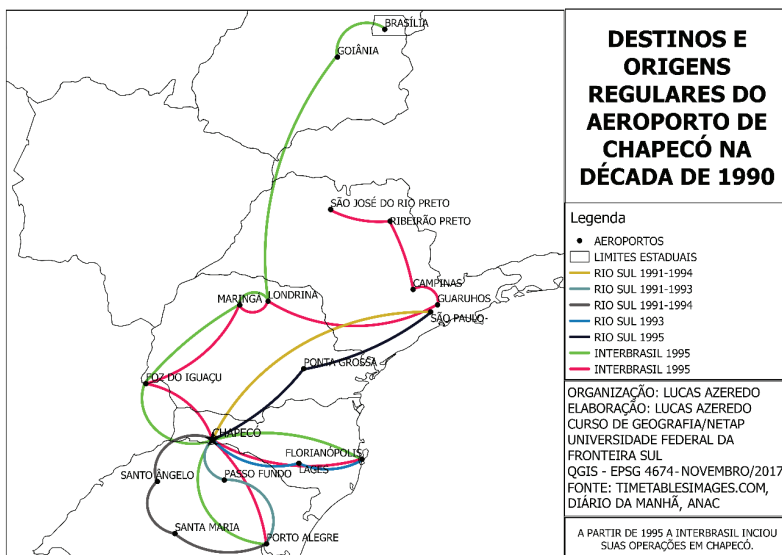 BRASÍLIA
GOIÂNIA
SÃO JOSÉ DO RIO PRETO
RIBEIRÃO PRETO
CAMPINAS
GUARUHOS
SÃO PAULO
LONDRINA
MARINGÁ
PONTA GROSSA
FOZ DO IGUAÇU
CHAPECÓ
FLORIANÓPOLIS
LAGES
PASSO FUNDO
SANTO ÂNGELO
SANTA MARIA
PORTO ALEGRE
DESTINOS E
ORIGENS
REGULARES DO
AEROPORTO DE
CHAPECÓ NA
DÉCADA DE 1990
Legenda
AEROPORTOS
LIMITES ESTADUAIS
RIO SUL 1991-1994
RIO SUL 1991-1993
RIO SUL 1991-1994
RIO SUL 1993
RIO SUL 1995
INTERBRASIL 1995
INTERBRASIL 1995
ORGANIZAÇÃO: LUCAS AZEREDO
ELABORAÇÃO: LUCAS AZEREDO
CURSO DE GEOGRAFIA/NETAP
UNIVERSIDADE FEDERAL DA
FRONTEIRA SUL
QGIS - EPSG 4674-NOVEMBRO/2017
FONTE: TIMETABLESIMAGES.COM,
DIÁRIO DA MANHÃ, ANAC
A PARTIR DE 1995 A INTERBRASIL INCIOU
SUAS OPERAÇÕES EM CHAPECÓ.